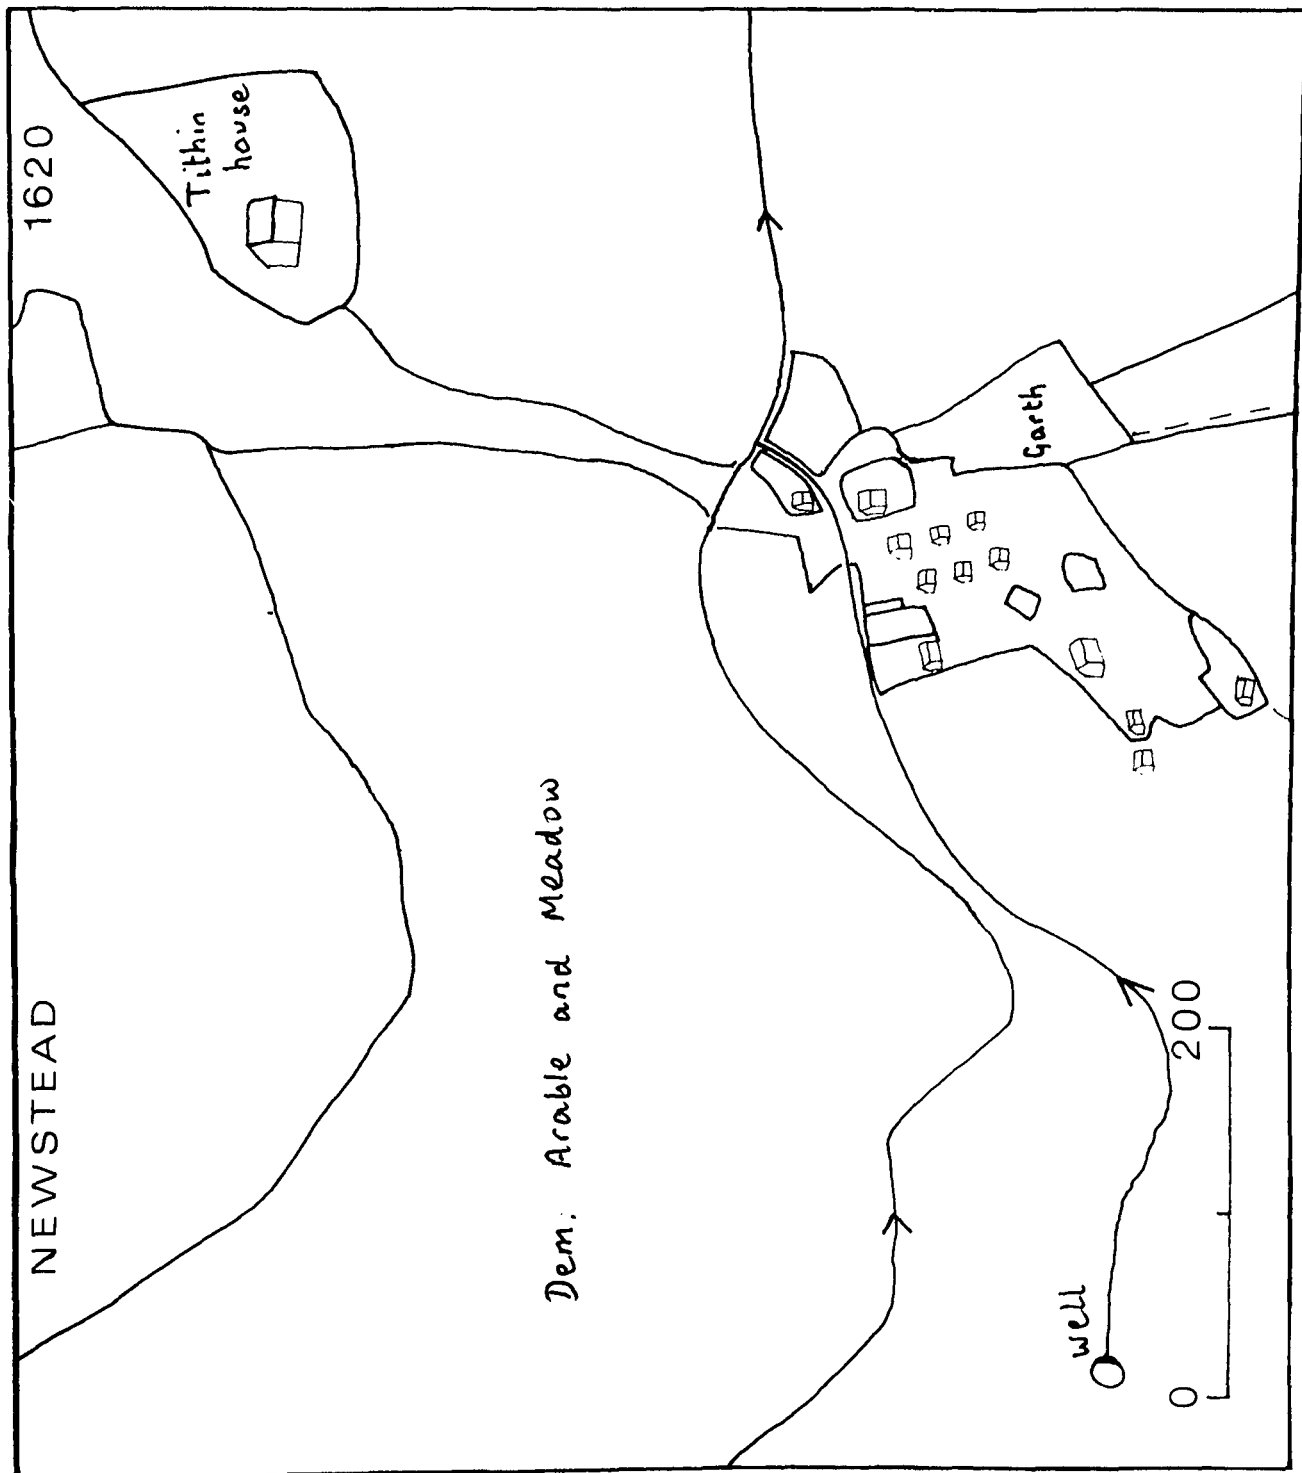 NEWSTEAD 1620
Tithin
house
Dem. Arable and Meadow
Garth
well
0 200